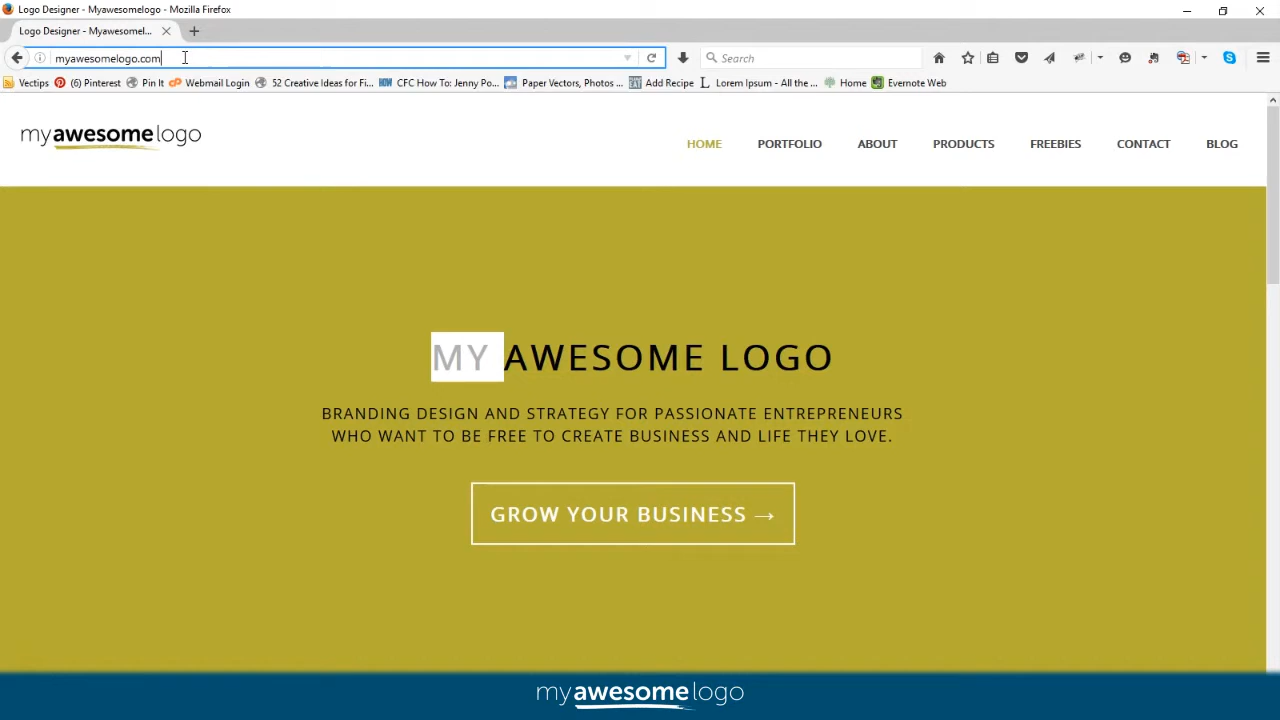 Logo Designer - Myawesomelogo - Mozilla Firefox
Logo Designer - Myawesomel...
myawesomelogo.com
Search
Vectips
(6) Pinterest
Pin It
Webmail Login
52 Creative Ideas for Fi...
CFC How To: Jenny Po...
Paper Vectors, Photos ...
Add Recipe
Lorem Ipsum - All the ...
Home
Evernote Web
myawesomelogo
HOME
PORTFOLIO
ABOUT
PRODUCTS
FREEBIES
CONTACT
BLOG
MY AWESOME LOGO
BRANDING DESIGN AND STRATEGY FOR PASSIONATE ENTREPRENEURS
WHO WANT TO BE FREE TO CREATE BUSINESS AND LIFE THEY LOVE.
GROW YOUR BUSINESS →
myawesomelogo